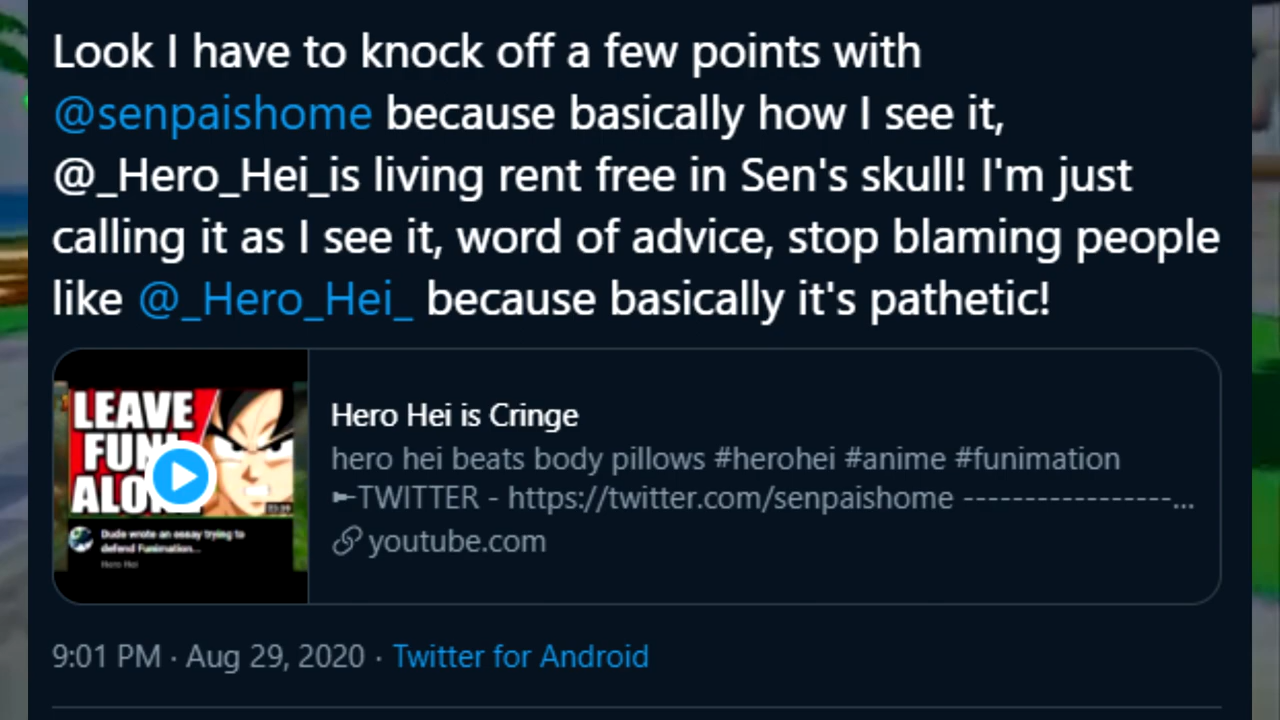 Look I have to knock off a few points with
@senpaishome because basically how I see it,
@_Hero_Hei_is living rent free in Sen's skull! I'm just
calling it as I see it, word of advice, stop blaming people
like @_Hero_Hei_ because basically it's pathetic!
LEAVE
FUNI
ALONE
Dude wrote an essay trying to
defend Funimation...
Hero Hei
Hero Hei is Cringe
hero hei beats body pillows #herohei #anime #funimation
➛TWITTER - https://twitter.com/senpaishome -----------------...
youtube.com
9:01 PM · Aug 29, 2020 · Twitter for Android